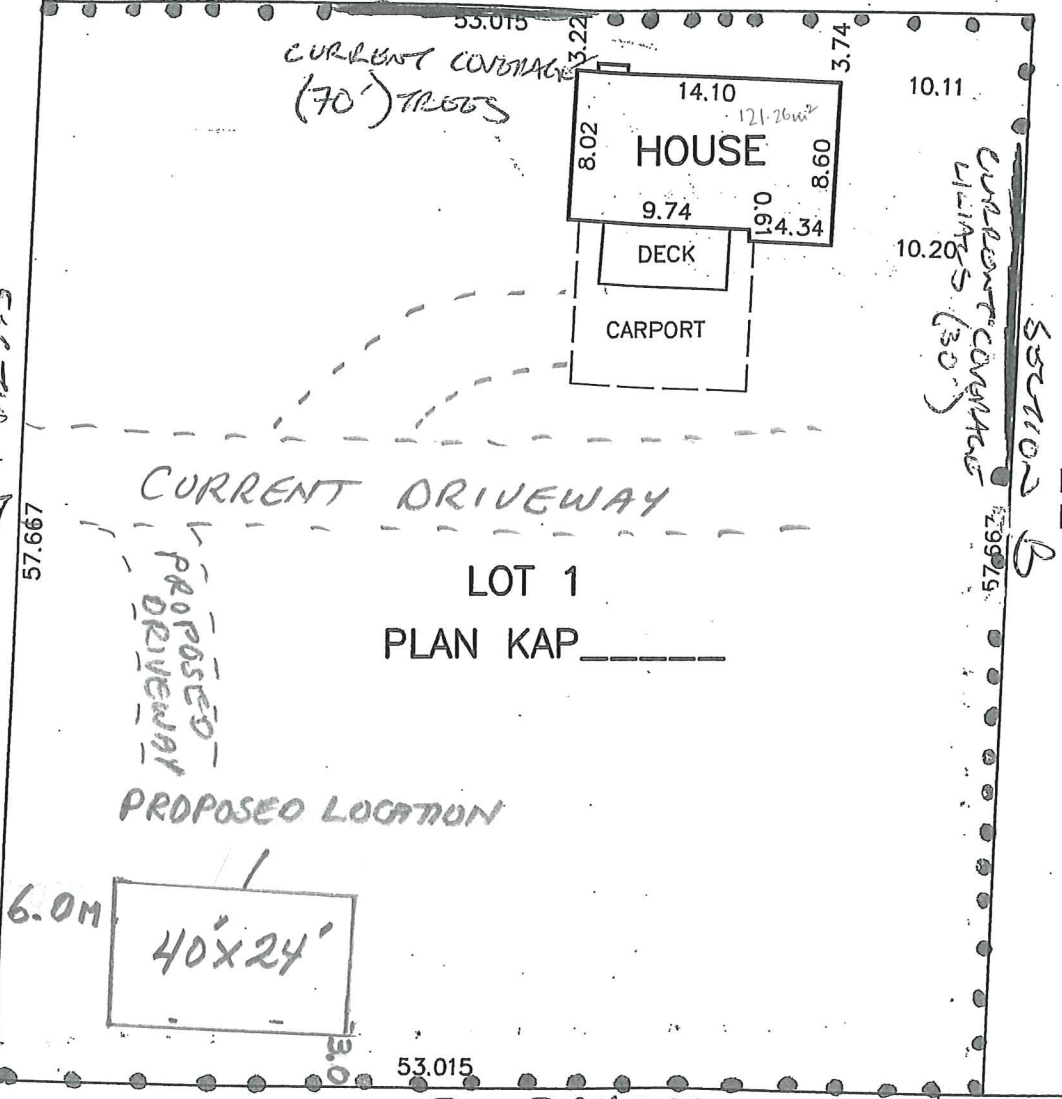 53.015
3.22
3.74
CURRENT COVERAGE
(70') TREES
14.10
10.11
121.26m²
8.02
HOUSE
8.60
9.74
0.61
4.34
DECK
10.20
CURRENT COVERAGE
LILIACS (30')
CARPORT
SECTION B
CURRENT DRIVEWAY
57.667
57.667
PROPOSED
DRIVEWAY
LOT 1
PLAN KAP_____
PROPOSED LOCATION
6.0M
40'X24'
3.0
53.015